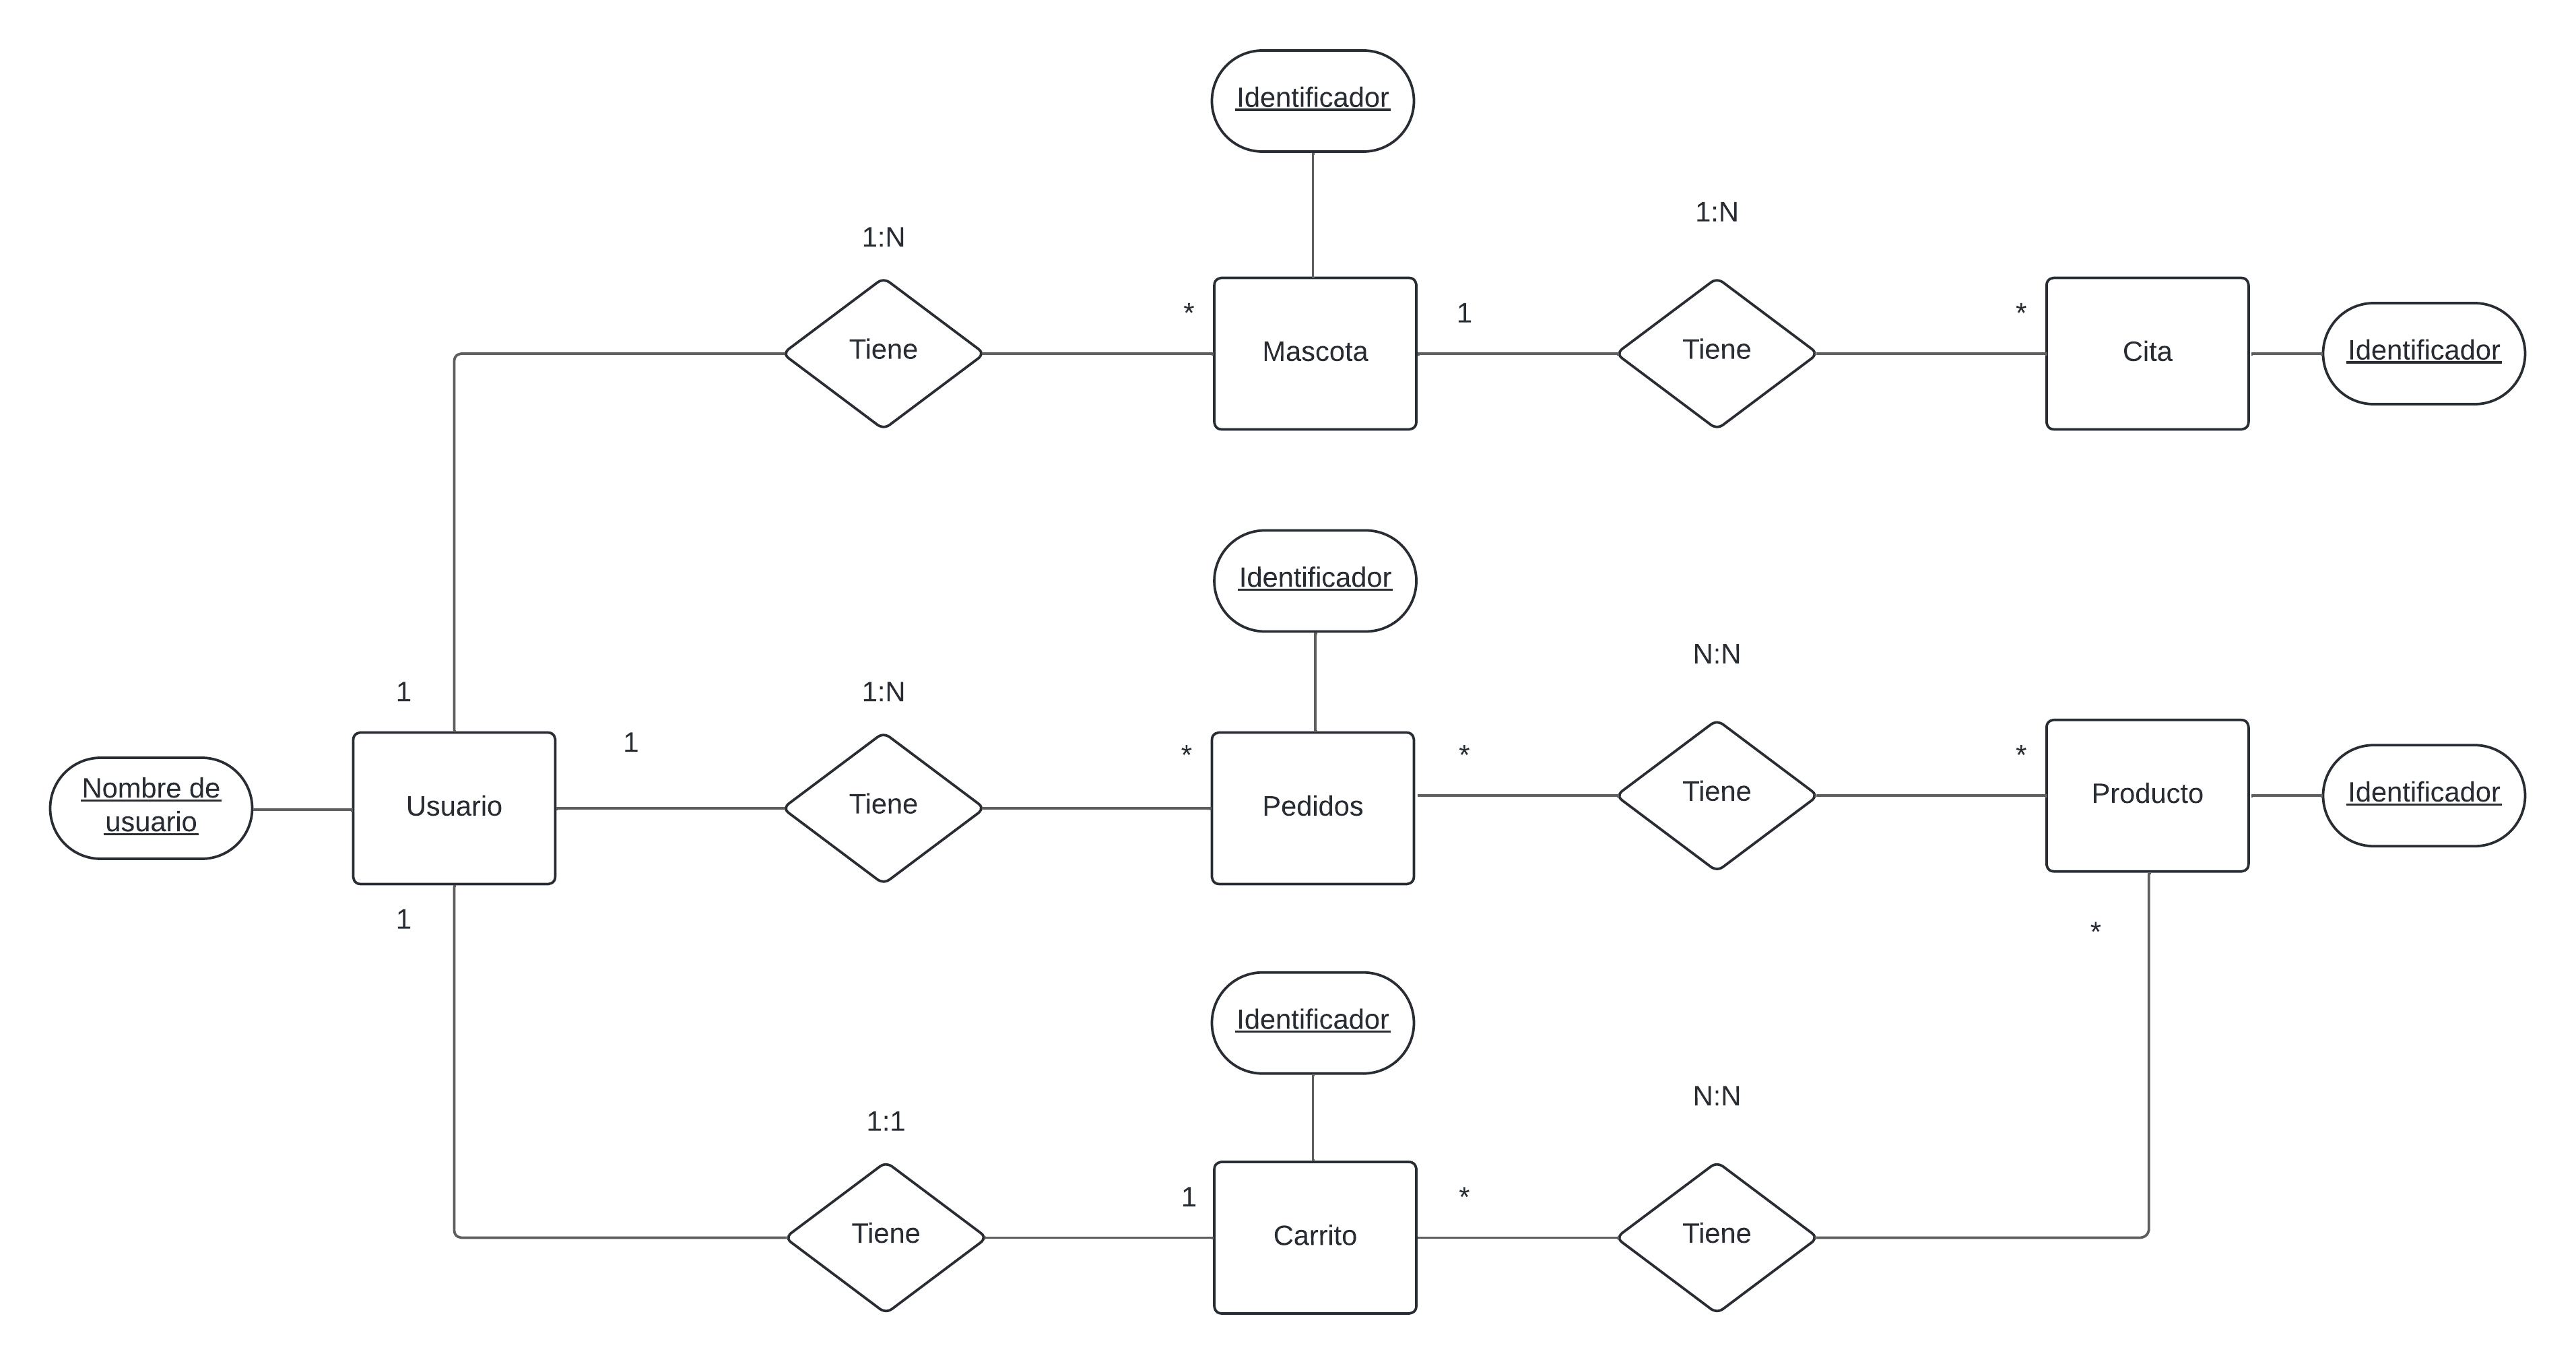 Identificador
1:N
1:N
*
1
*
Tiene
Mascota
Tiene
Cita
Identificador
Identificador
N:N
1
1:N
1
*
*
*
Nombre de
usuario
Usuario
Tiene
Pedidos
Tiene
Producto
Identificador
1
*
Identificador
N:N
1:1
1
*
Tiene
Carrito
Tiene